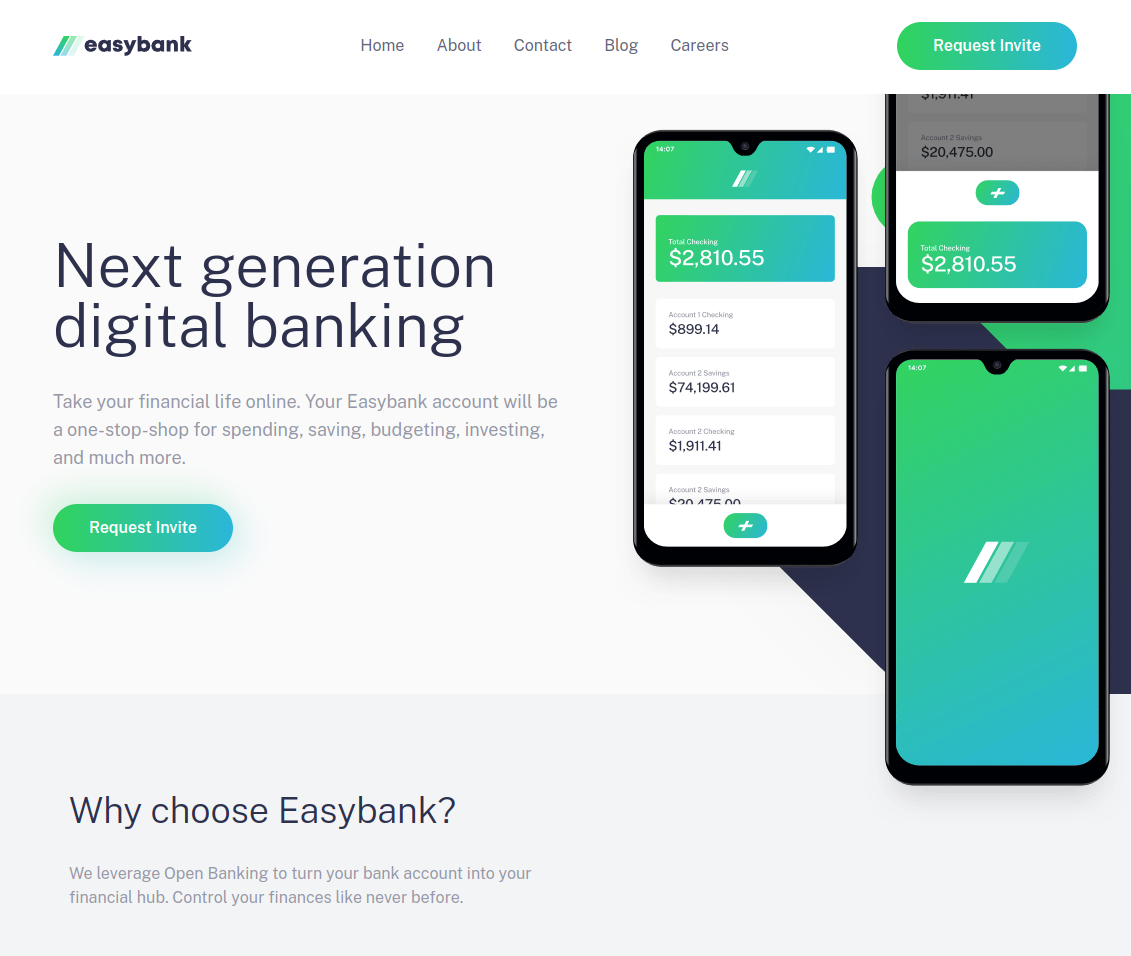 easybank
Home
About
Contact
Blog
Careers
Request Invite
Next generation
digital banking
Take your financial life online. Your Easybank account will be
a one-stop-shop for spending, saving, budgeting, investing,
and much more.
Request Invite
14:07
Total Checking
$2,810.55
Account 1 Checking
$899.14
Account 2 Savings
$74,199.61
Account 2 Checking
$1,911.41
Account 2 Savings
$20,475.00
$1,911.41
Account 2 Savings
$20,475.00
Total Checking
$2,810.55
14:07
Why choose Easybank?
We leverage Open Banking to turn your bank account into your
financial hub. Control your finances like never before.